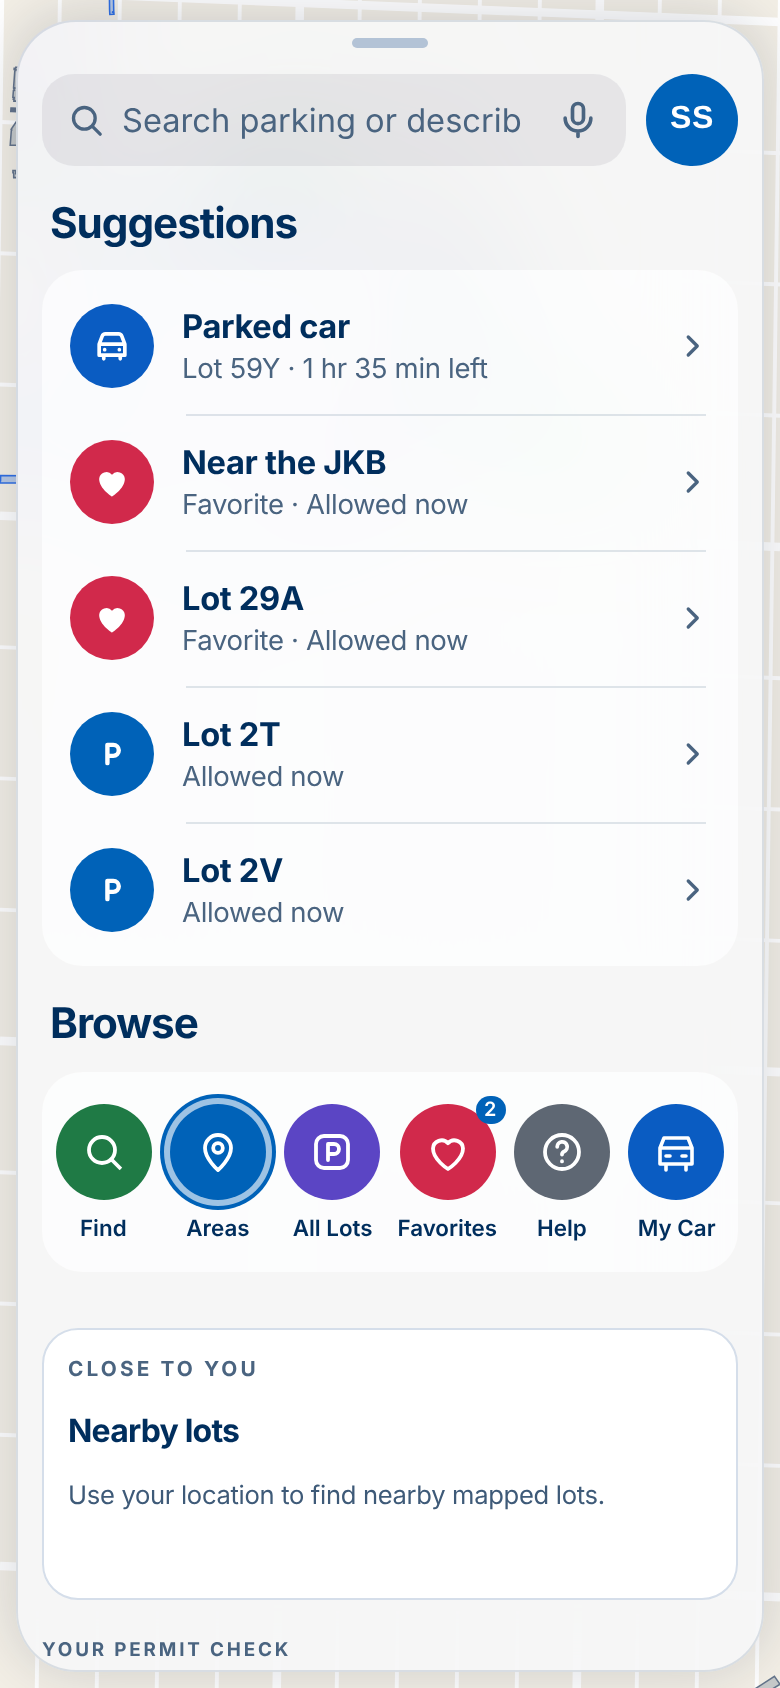 Search parking or describ
SS
Suggestions
Parked car
Lot 59Y · 1 hr 35 min left
Near the JKB
Favorite · Allowed now
Lot 29A
Favorite · Allowed now
P
Lot 2T
Allowed now
P
Lot 2V
Allowed now
Browse
P
2
Find
Areas
All Lots
Favorites
Help
My Car
CLOSE TO YOU
Nearby lots
Use your location to find nearby mapped lots.
YOUR PERMIT CHECK